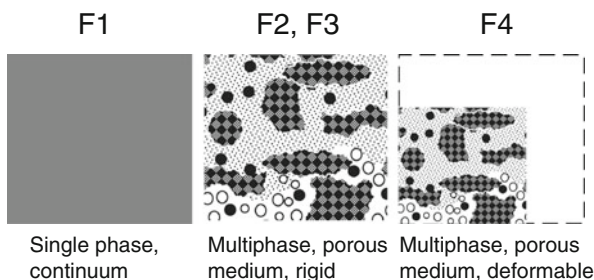 F1 F2, F3 F4
Single phase,
continuum
Multiphase, porous
medium, rigid
Multiphase, porous
medium, deformable